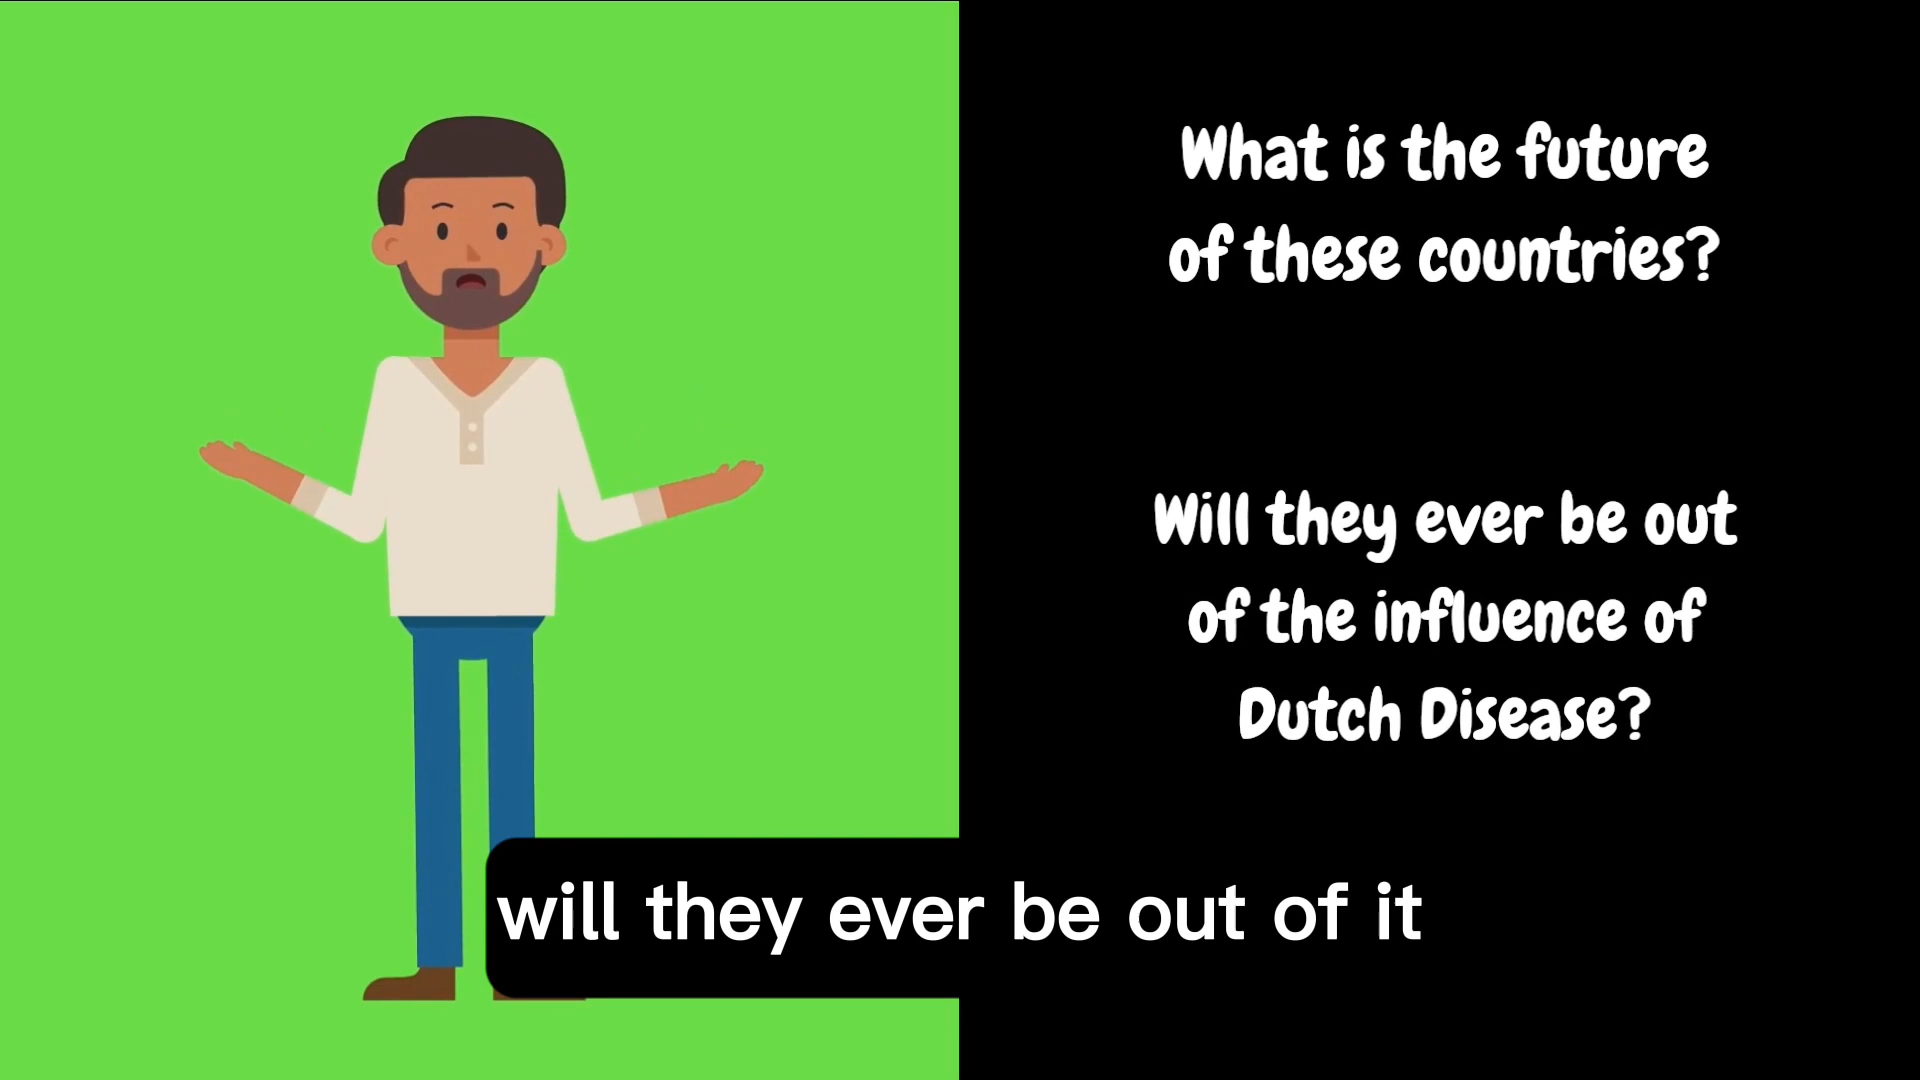 What is the future
of these countries?
Will they ever be out
of the influence of
Dutch Disease?
will they ever be out of it